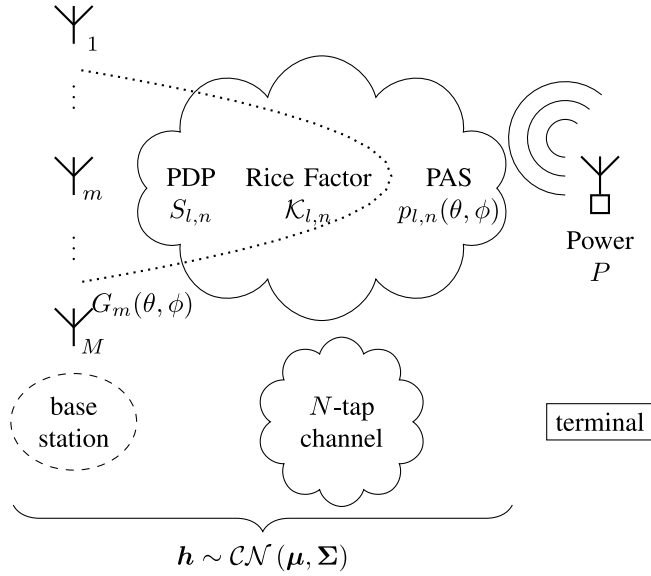 1
⋮
m
⋮
M
G_m(θ, ϕ)
PDP
S_{l,n}
Rice Factor
𝒦_{l,n}
PAS
p_{l,n}(θ, ϕ)
Power
P
base
station
N-tap
channel
terminal
h ∼ 𝒞𝒩 (μ, Σ)